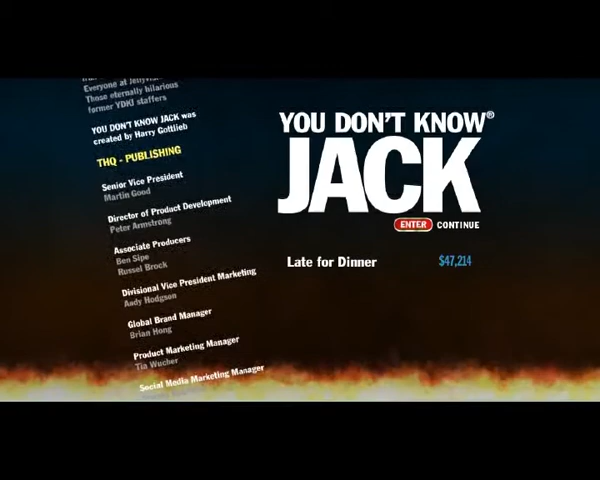 Everyone at Jellyvision
Those eternally hilarious
former YDKJ staffers
YOU DON'T KNOW JACK was
created by Harry Gottlieb
THQ - PUBLISHING
Senior Vice President
Martin Good
Director of Product Development
Peter Armstrong
Associate Producers
Ben Sipe
Russel Brock
Divisional Vice President Marketing
Andy Hodgson
Global Brand Manager
Brian Hong
Product Marketing Manager
Tia Wucher
Social Media Marketing Manager
YOU DON'T KNOW®
JACK
ENTER CONTINUE
Late for Dinner $47,214